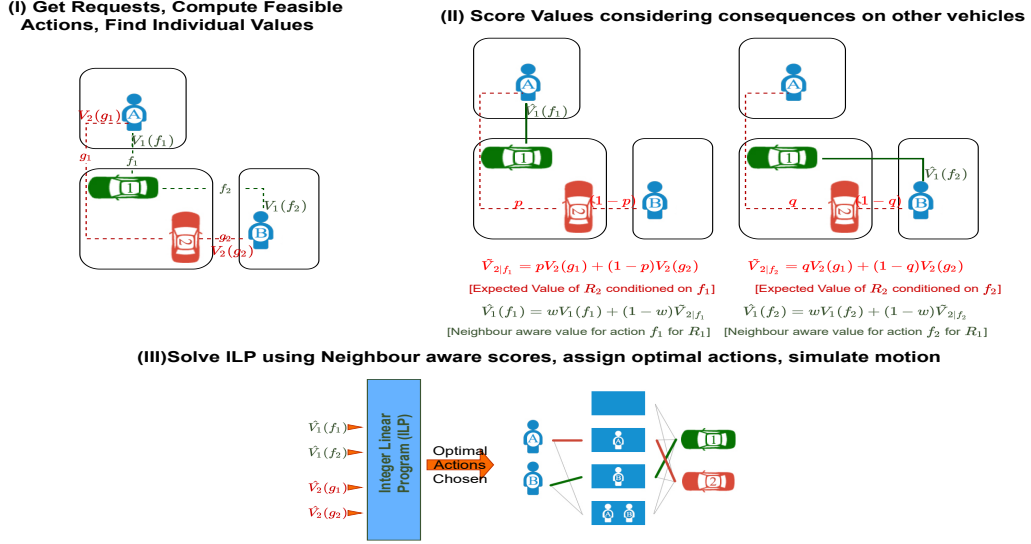 (I) Get Requests, Compute Feasible
Actions, Find Individual Values
A
V₂(g₁)
V₁(f₁)
g₁
f₁
1
f₂
V₁(f₂)
2
g₂
V₂(g₂)
B
(II) Score Values considering consequences on other vehicles
A
V̂₁(f₁)
1
p
2
(1 − p)
B
Ṽ₂|f₁ = pV₂(g₁) + (1 − p)V₂(g₂)
[Expected Value of R₂ conditioned on f₁]
V̂₁(f₁) = wV₁(f₁) + (1 − w)Ṽ₂|f₁
[Neighbour aware value for action f₁ for R₁]
A
1
V̂₁(f₂)
q
2
(1 − q)
B
Ṽ₂|f₂ = qV₂(g₁) + (1 − q)V₂(g₂)
[Expected Value of R₂ conditioned on f₂]
V̂₁(f₂) = wV₁(f₂) + (1 − w)Ṽ₂|f₂
[Neighbour aware value for action f₂ for R₁]
(III)Solve ILP using Neighbour aware scores, assign optimal actions, simulate motion
V̂₁(f₁)
V̂₁(f₂)
V̂₂(g₁)
V̂₂(g₂)
Integer Linear
Program (ILP)
Optimal
Actions
Chosen
A
B
A
B
A B
1
2